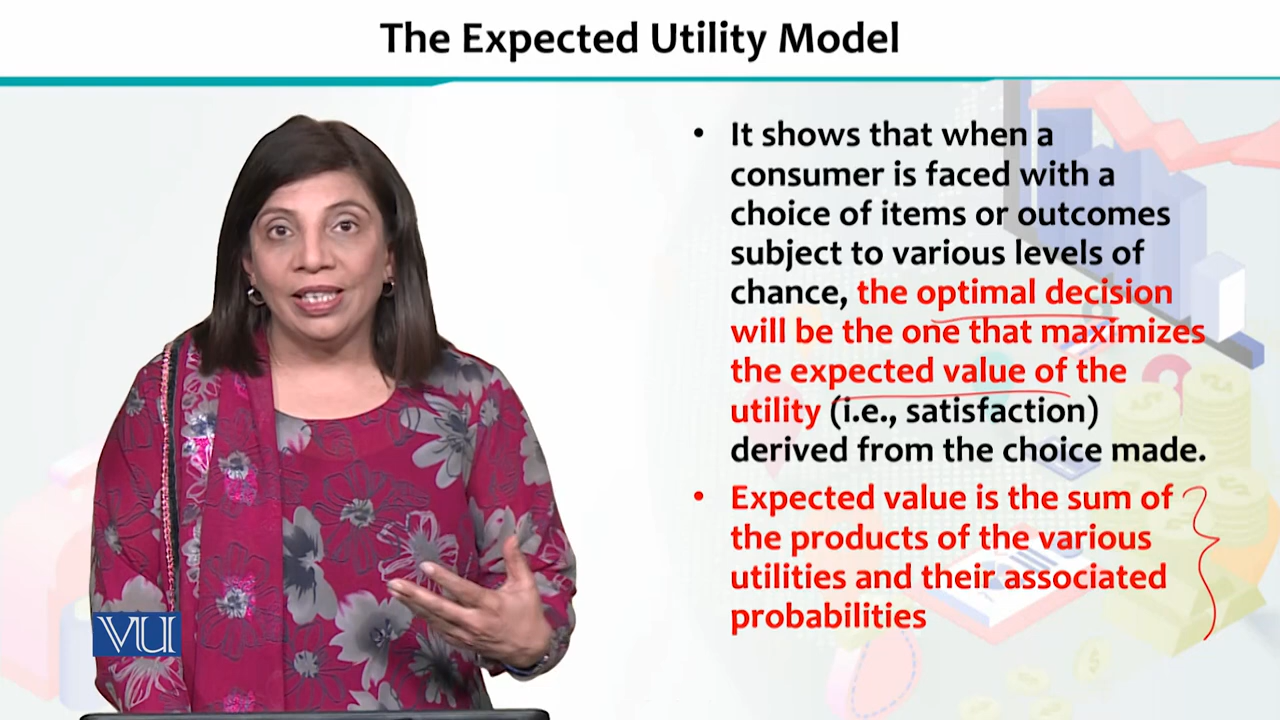 The Expected Utility Model
• It shows that when a
consumer is faced with a
choice of items or outcomes
subject to various levels of
chance, the optimal decision
will be the one that maximizes
the expected value of the
utility (i.e., satisfaction)
derived from the choice made.
• Expected value is the sum of
the products of the various
utilities and their associated
probabilities
VU